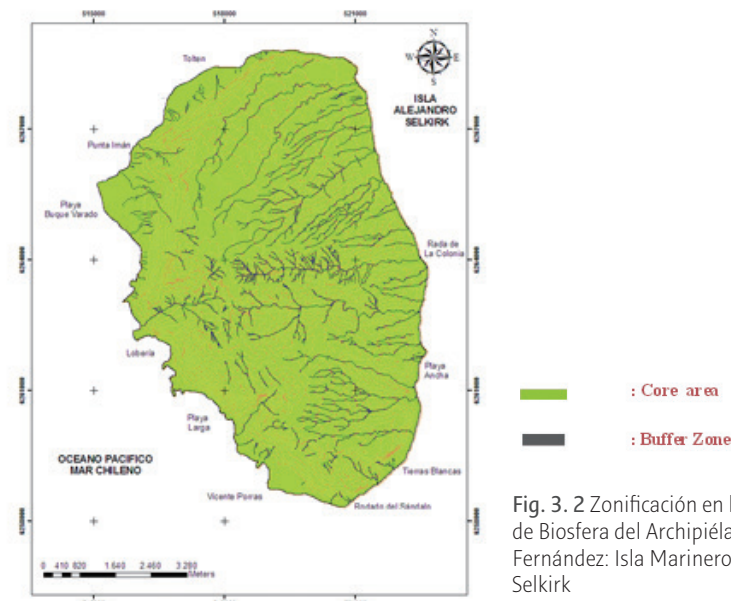 Tolten
N
W
E
S
ISLA
ALEJANDRO
SELKIRK
Punta Imán
Playa
Buque Varado
Rada de
La Colonia
Lobería
Playa
Ancha
Playa
Larga
OCEANO PACIFICO
MAR CHILENO
Tierras Blancas
Vicente Porras
Rodado del Sándalo
0 410 820 1.640 2.460 3.280
Meters
: Core area
: Buffer Zone
Fig. 3. 2 Zonificación en l
de Biosfera del Archipiéla
Fernández: Isla Marinero
Selkirk